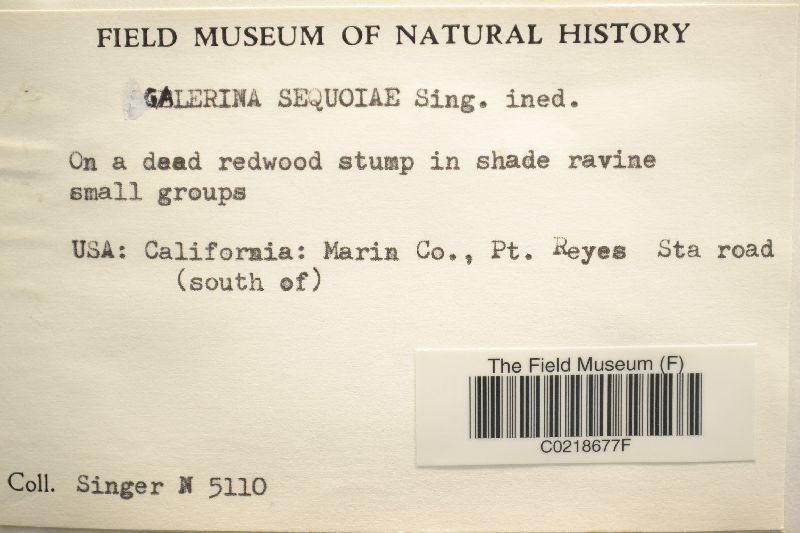 FIELD MUSEUM OF NATURAL HISTORY
GALERINA SEQUOIAE Sing. ined.
On a dead redwood stump in shade ravine
small groups
USA: California: Marin Co., Pt. Reyes Sta road
(south of)
The Field Museum (F)
C0218677F
Coll. Singer N 5110